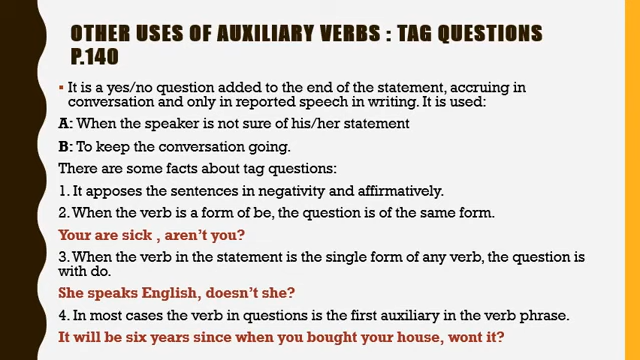 OTHER USES OF AUXILIARY VERBS : TAG QUESTIONS
P.140
▪ It is a yes/no question added to the end of the statement, accruing in
conversation and only in reported speech in writing. It is used:
A: When the speaker is not sure of his/her statement
B: To keep the conversation going.
There are some facts about tag questions:
1. It apposes the sentences in negativity and affirmatively.
2. When the verb is a form of be, the question is of the same form.
Your are sick , aren't you?
3. When the verb in the statement is the single form of any verb, the question is
with do.
She speaks English, doesn't she?
4. In most cases the verb in questions is the first auxiliary in the verb phrase.
It will be six years since when you bought your house, wont it?